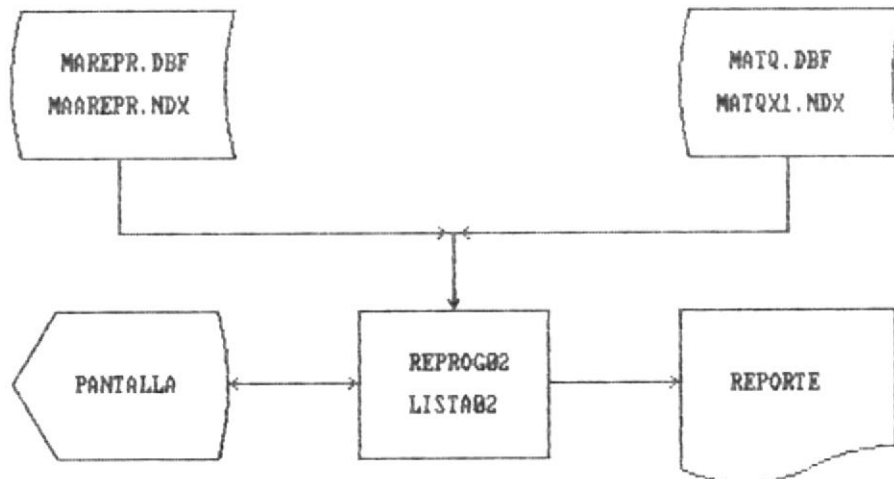 MAREPR.DBF
MAAREPR.NDX
MATQ.DBF
MATQX1.NDX
PANTALLA
REPROG02
LISTA02
REPORTE